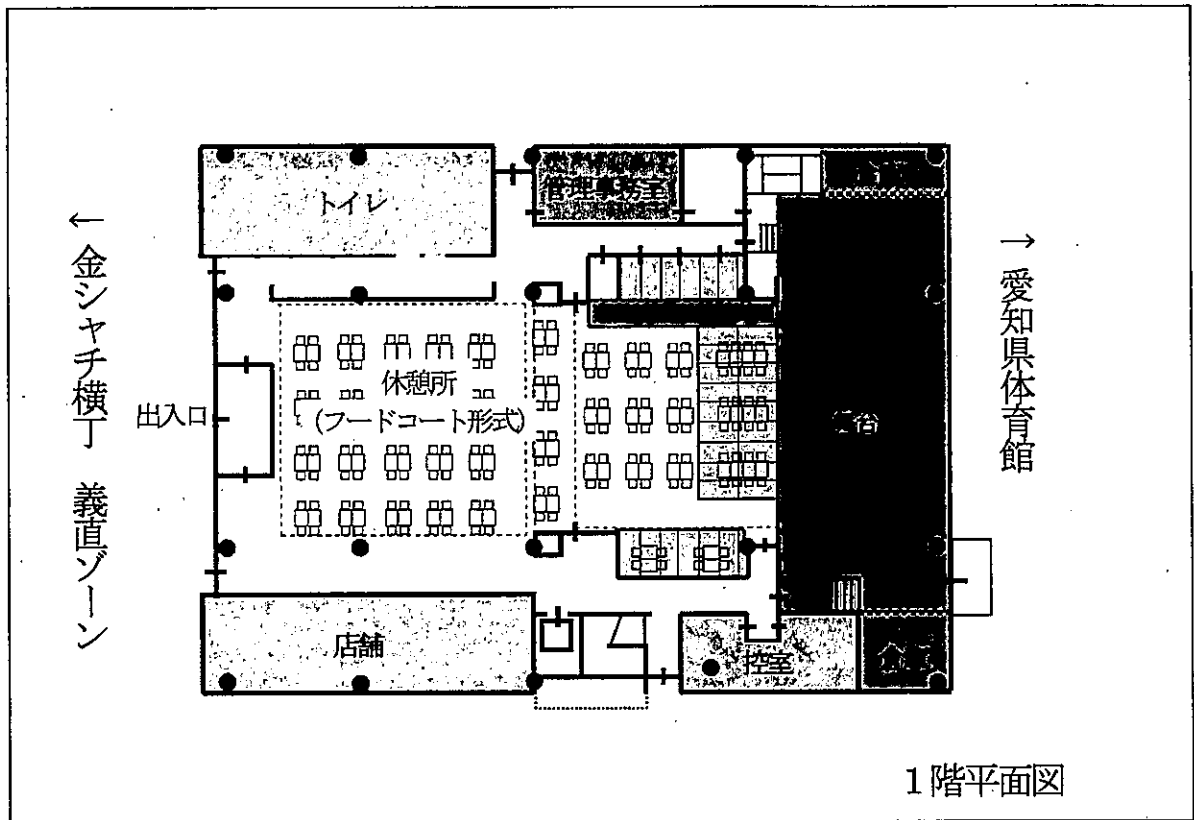 トイレ
管理事務室
← 金シャチ横丁 義直ゾーン
→ 愛知県体育館
休憩所
(フードコート形式)
出入口
店舗
控室
1階平面図